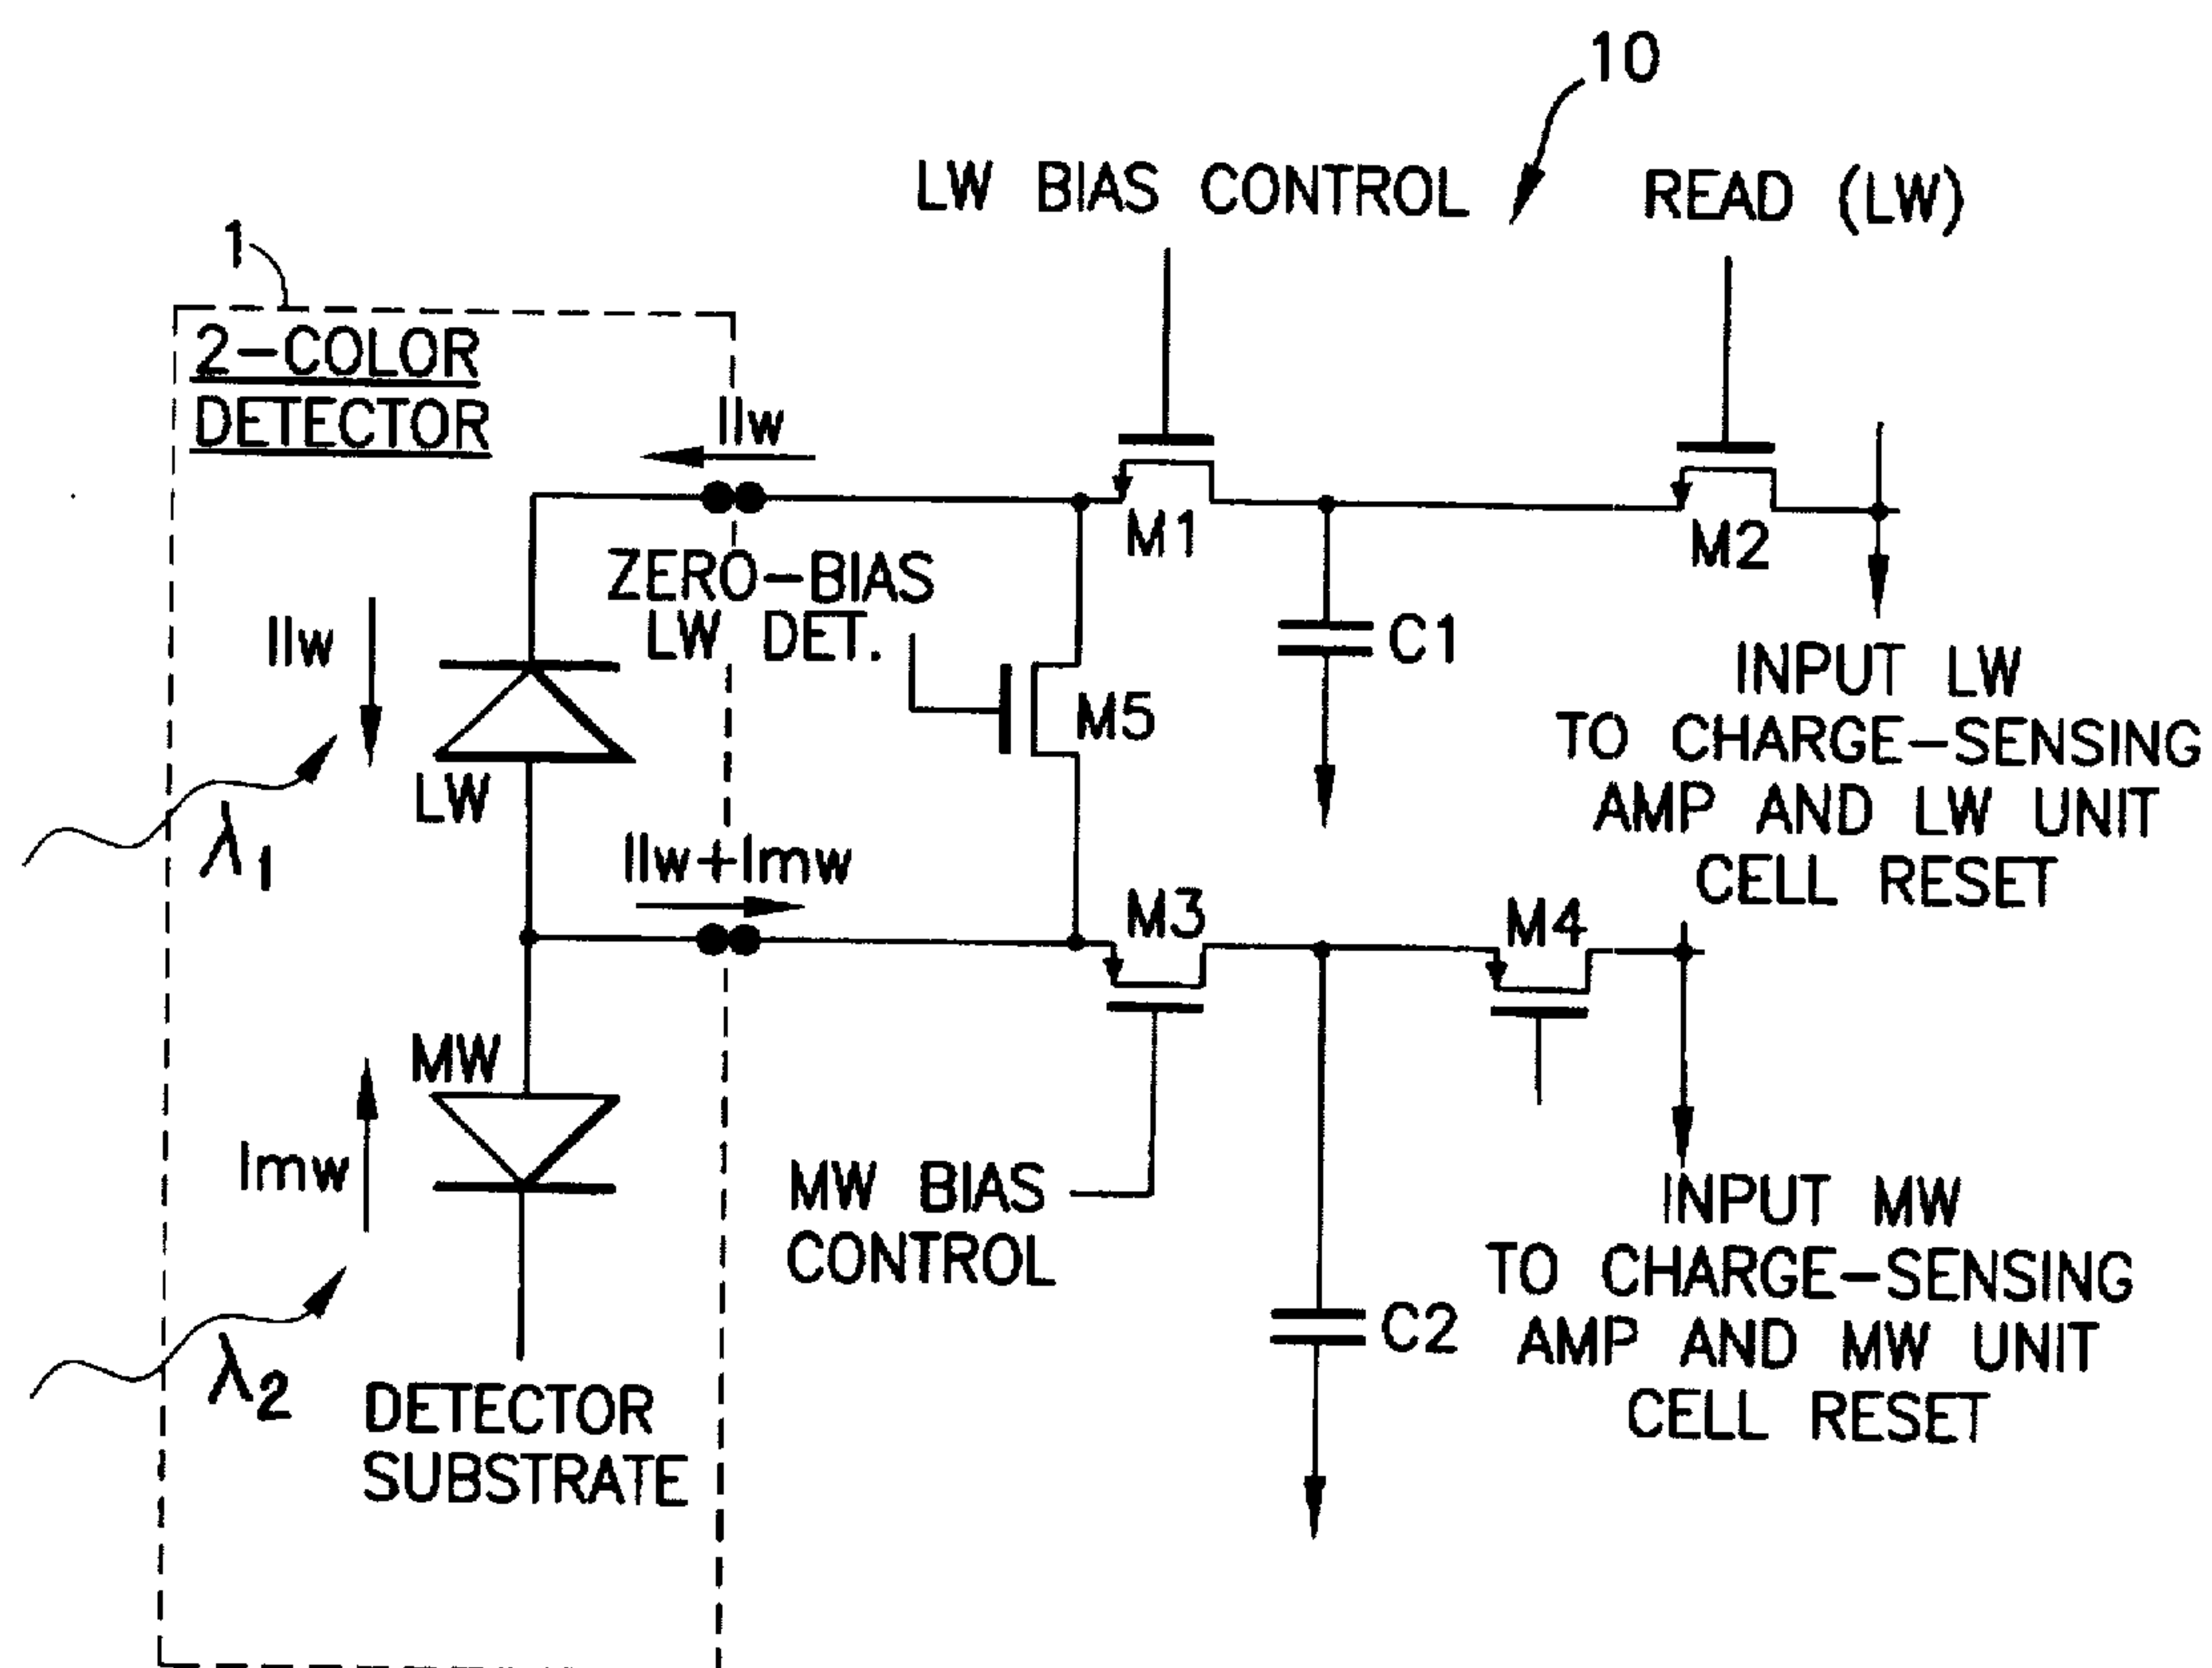 10
LW BIAS CONTROL
READ (LW)
1
2-COLOR
DETECTOR
Ilw
M1
M2
ZERO-BIAS
LW DET.
C1
Ilw
M5
INPUT LW
TO CHARGE-SENSING
AMP AND LW UNIT
CELL RESET
LW
λ1
Ilw+Imw
M3
M4
MW
Imw
MW BIAS
CONTROL
INPUT MW
TO CHARGE-SENSING
AMP AND MW UNIT
CELL RESET
C2
λ2
DETECTOR
SUBSTRATE